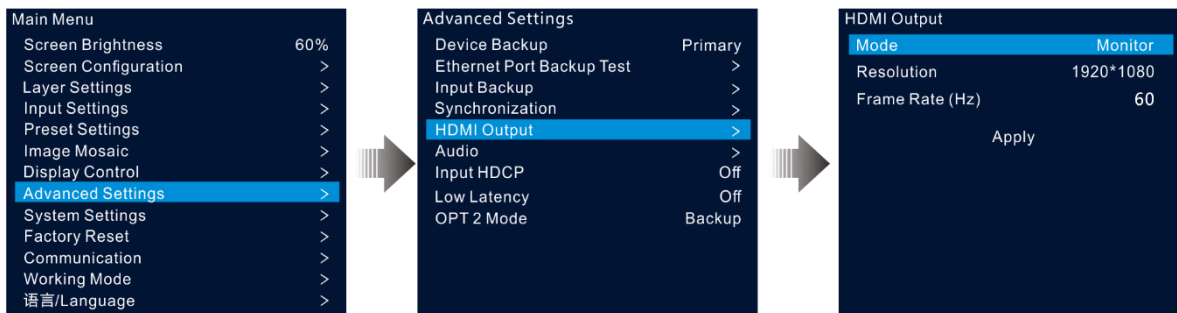 Main Menu
Screen Brightness 60%
Screen Configuration >
Layer Settings >
Input Settings >
Preset Settings >
Image Mosaic >
Display Control >
Advanced Settings >
System Settings >
Factory Reset >
Communication >
Working Mode >
语言/Language >
Advanced Settings
Device Backup Primary
Ethernet Port Backup Test >
Input Backup >
Synchronization >
HDMI Output >
Audio >
Input HDCP Off
Low Latency Off
OPT 2 Mode Backup
HDMI Output
Mode Monitor
Resolution 1920*1080
Frame Rate (Hz) 60
Apply